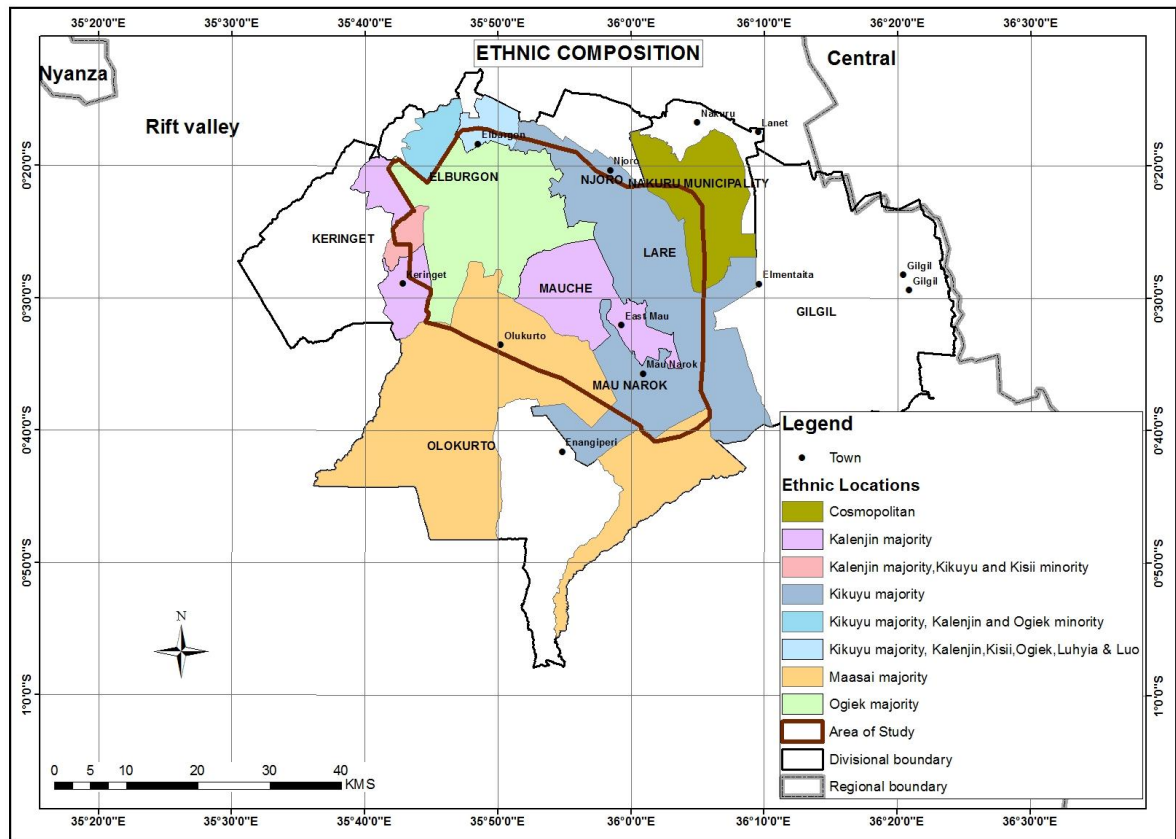 35°20'0"E 35°30'0"E 35°40'0"E 35°50'0"E 36°0'0"E 36°10'0"E 36°20'0"E 36°30'0"E
ETHNIC COMPOSITION
Nyanza
Central
Rift valley
Nakuru
Lanet
Elburgon
Njoro
0°20'0"S 0°20'0"S
ELBURGON
NJORO
NAKURU MUNICIPALITY
KERINGET
LARE
Keringet
Elmentaita
Gilgil
Gilgil
MAUCHE
0°30'0"S 0°30'0"S
GILGIL
East Mau
Olukurto
Mau Narok
MAU NAROK
0°40'0"S 0°40'0"S
OLOKURTO
Enangiperi
Legend
Town
Ethnic Locations
Cosmopolitan
Kalenjin majority
Kalenjin majority,Kikuyu and Kisii minority
Kikuyu majority
Kikuyu majority, Kalenjin and Ogiek minority
Kikuyu majority, Kalenjin,Kisii,Ogiek,Luhyia & Luo
Maasai majority
Ogiek majority
Area of Study
Divisional boundary
Regional boundary
0°50'0"S 0°50'0"S
N
1°0'0"S 1°0'0"S
0 5 10 20 30 40
KMS
35°20'0"E 35°30'0"E 35°40'0"E 35°50'0"E 36°0'0"E 36°10'0"E 36°20'0"E 36°30'0"E